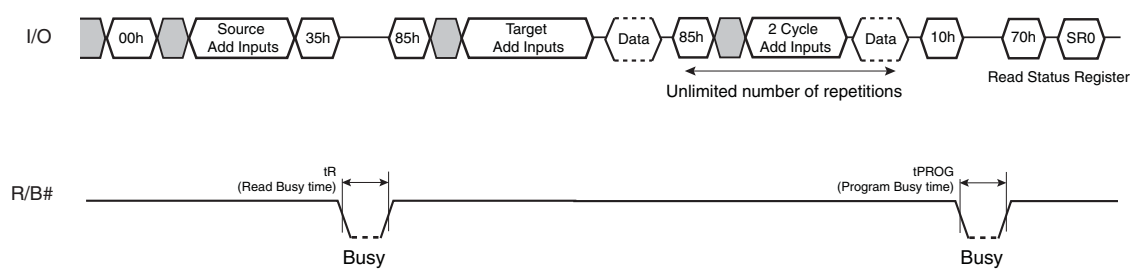 I/O 00h Source Add Inputs 35h 85h Target Add Inputs Data 85h 2 Cycle Add Inputs Data 10h 70h SR0
Unlimited number of repetitions
Read Status Register
R/B#
tR
(Read Busy time)
Busy
tPROG
(Program Busy time)
Busy